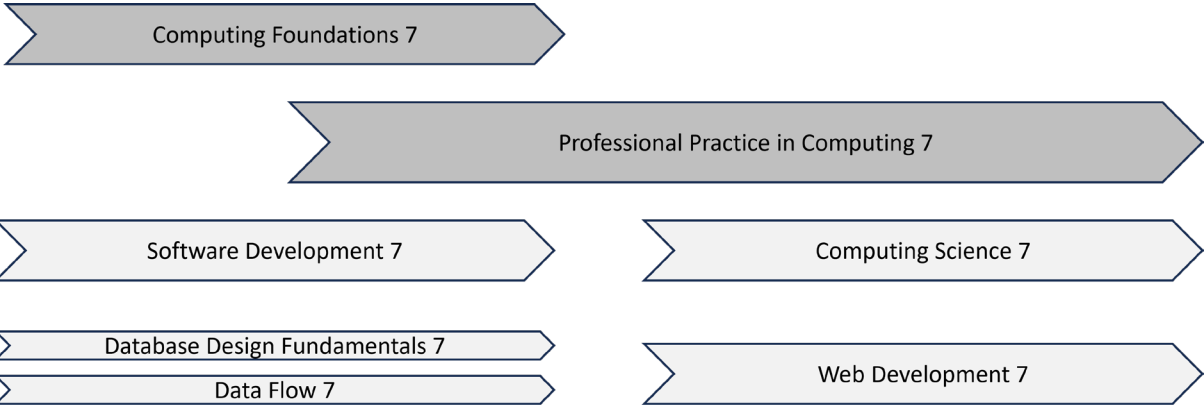 Computing Foundations 7
Professional Practice in Computing 7
Software Development 7
Computing Science 7
Database Design Fundamentals 7
Web Development 7
Data Flow 7